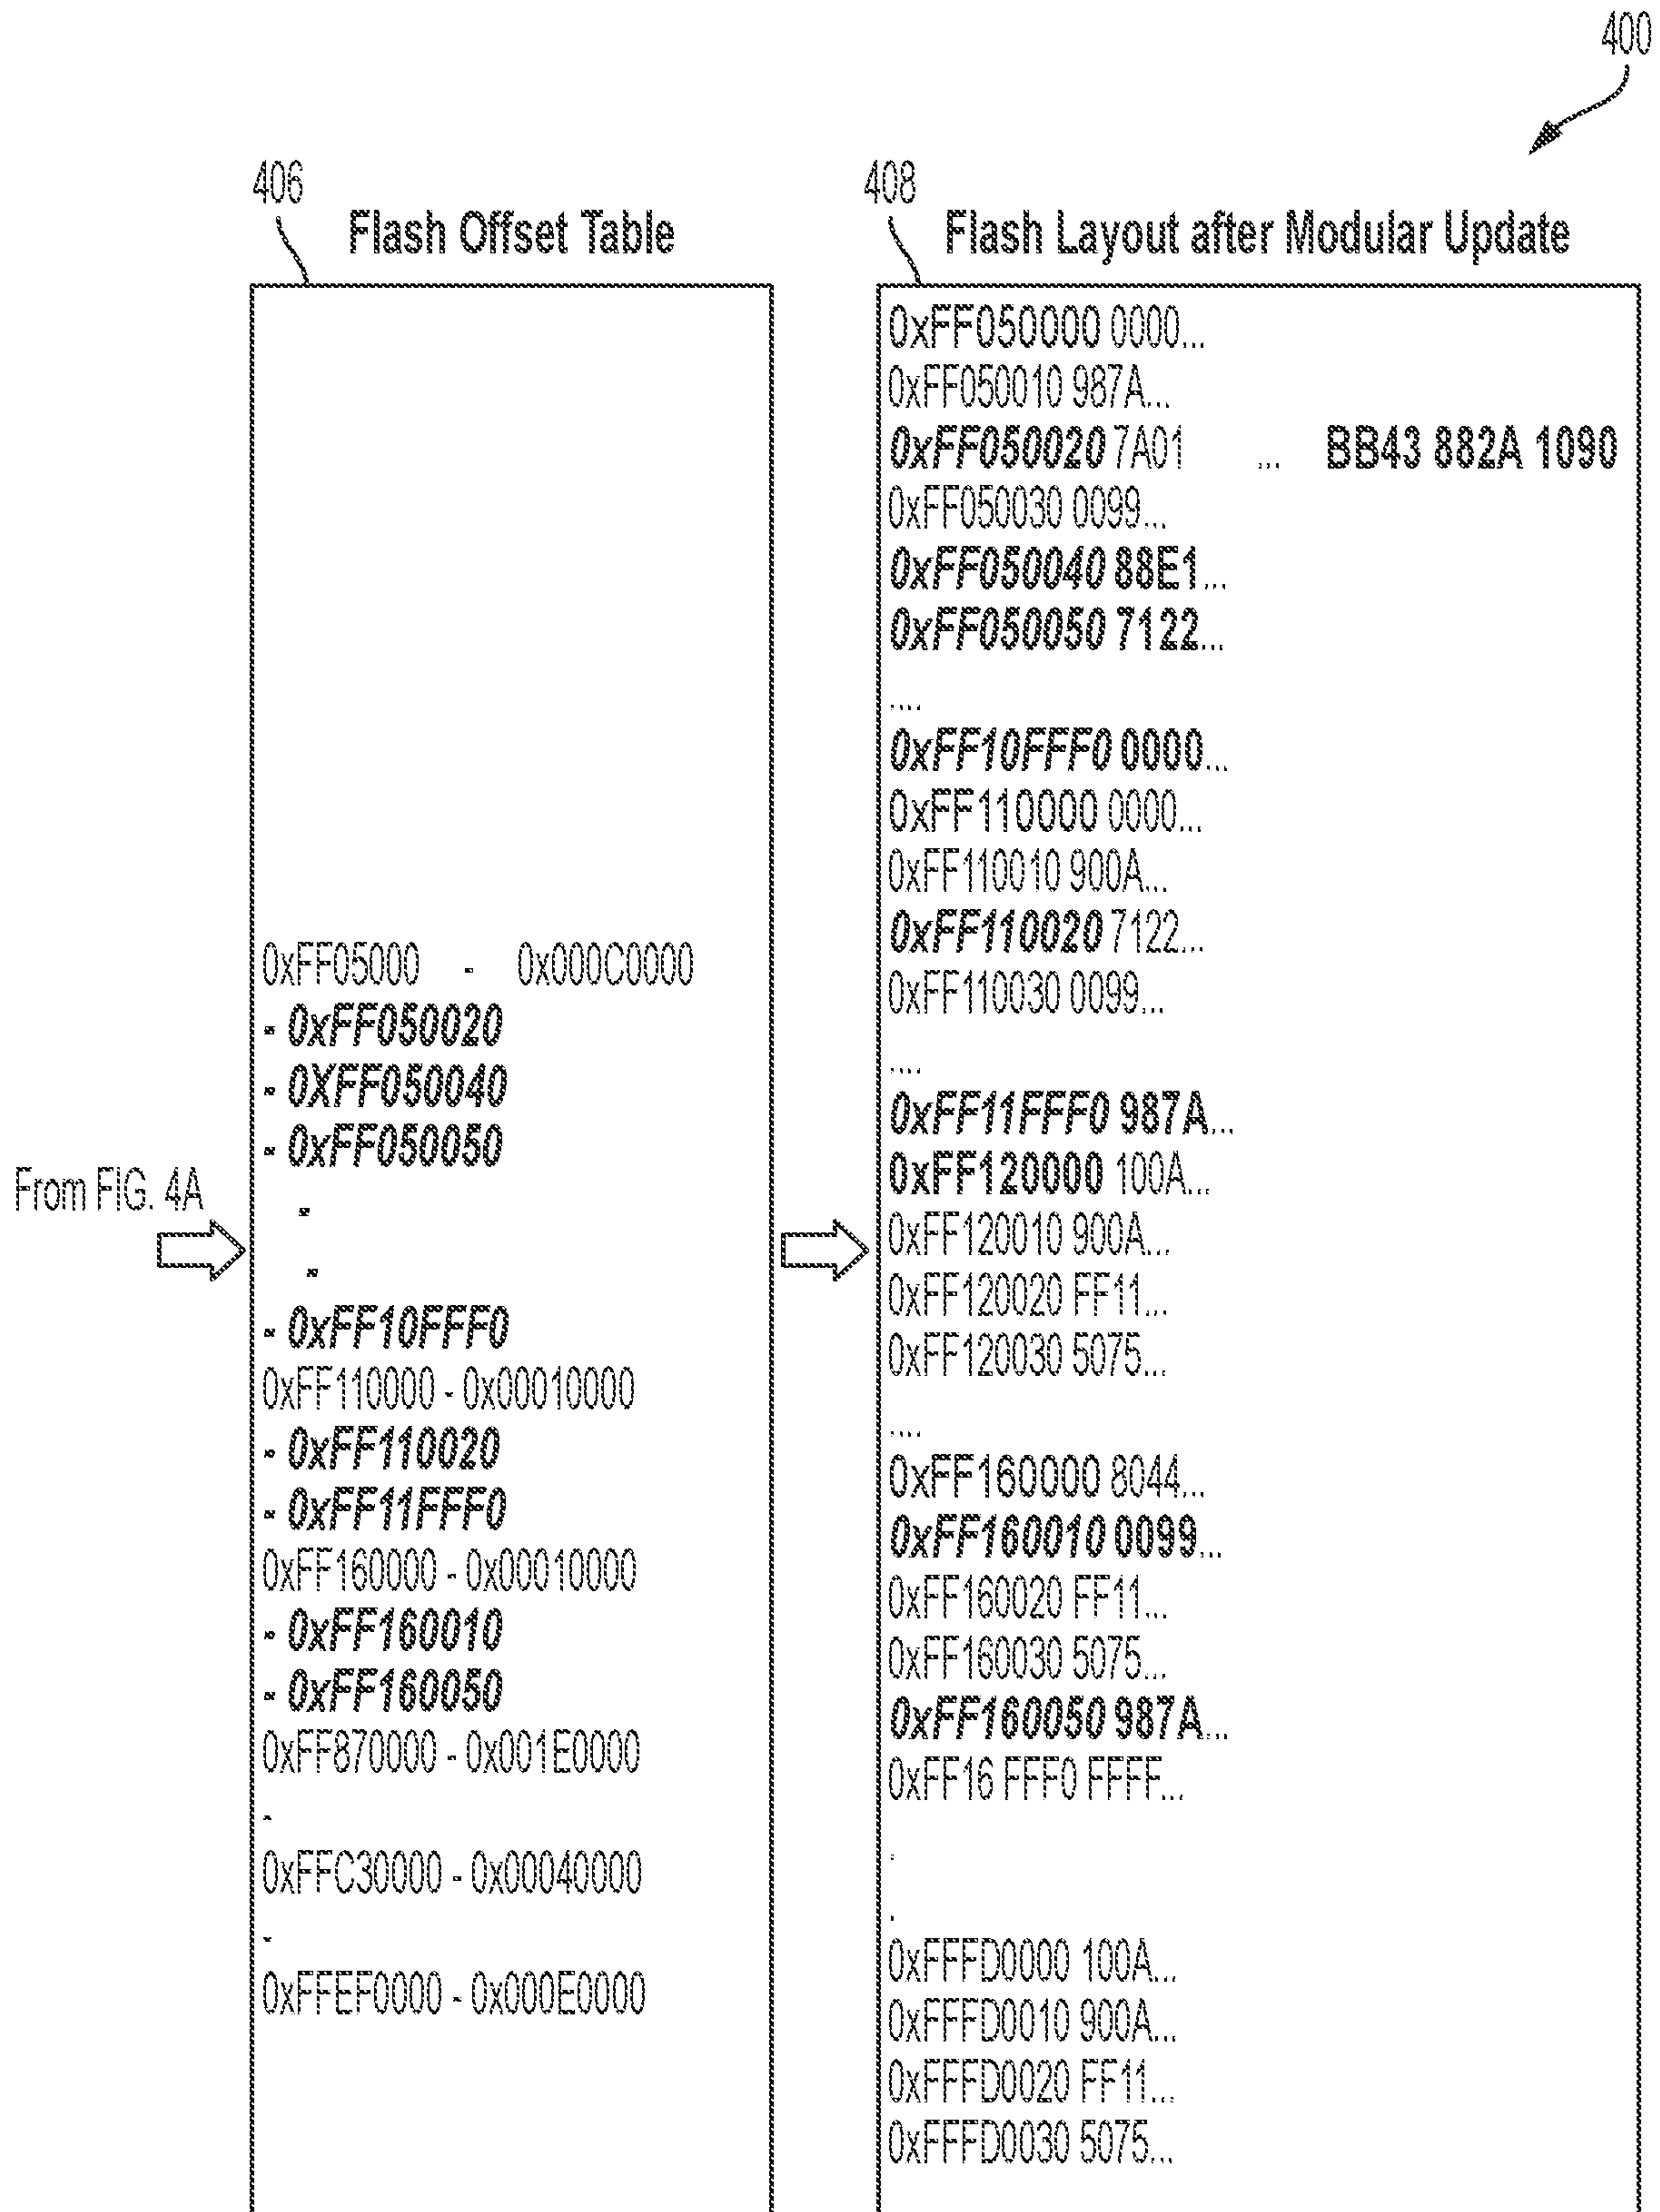 400
406
Flash Offset Table
0xFF05000 - 0x000C0000
- 0xFF050020
- 0XFF050040
- 0xFF050050
.
.
- 0xFF10FFF0
0xFF110000 - 0x00010000
- 0xFF110020
- 0xFF11FFF0
0xFF160000 - 0x00010000
- 0xFF160010
- 0xFF160050
0xFF870000 - 0x001E0000
-
0xFFC30000 - 0x00040000
-
0xFFEF0000 - 0x000E0000
From FIG. 4A
408
Flash Layout after Modular Update
0xFF050000 0000...
0xFF050010 987A...
0xFF050020 7A01 ... BB43 882A 1090
0xFF050030 0099...
0xFF050040 88E1...
0xFF050050 7122...
....
0xFF10FFF0 0000...
0xFF110000 0000...
0xFF110010 900A...
0xFF110020 7122...
0xFF110030 0099...
....
0xFF11FFF0 987A...
0xFF120000 100A...
0xFF120010 900A...
0xFF120020 FF11...
0xFF120030 5075...
....
0xFF160000 8044...
0xFF160010 0099...
0xFF160020 FF11...
0xFF160030 5075...
0xFF160050 987A...
0xFF16 FFF0 FFFF...
.
.
0xFFFD0000 100A...
0xFFFD0010 900A...
0xFFFD0020 FF11...
0xFFFD0030 5075...